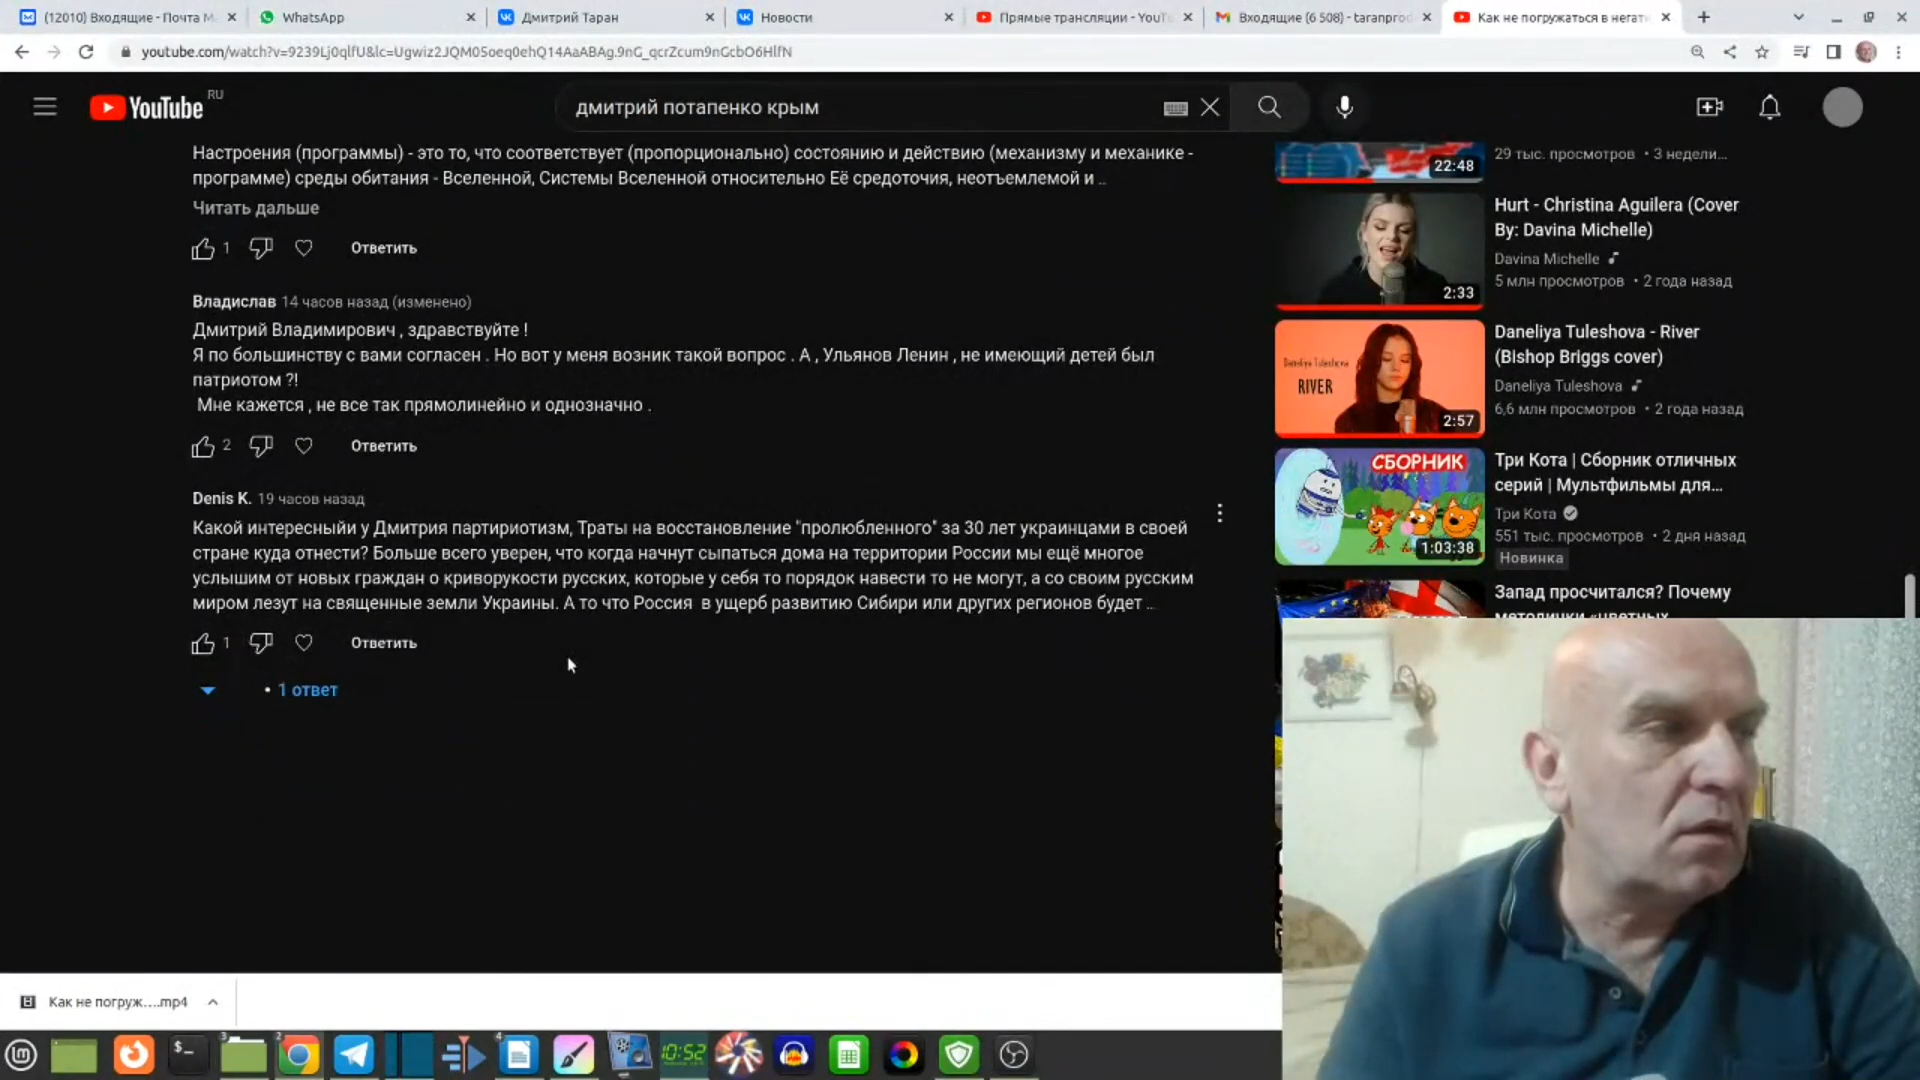 (12010) Входящие - Почта M
WhatsApp
Дмитрий Таран
Новости
Прямые трансляции - YouT
Входящие (6 508) - taranprod
Как не погружаться в негати
youtube.com/watch?v=9239Lj0qlfU&lc=Ugwiz2JQM05oeq0ehQ14AaABAg.9nG_qcrZcum9nGcbO6HlfN
YouTube RU
дмитрий потапенко крым
Настроения (программы) - это то, что соответствует (пропорционально) состоянию и действию (механизму и механике -
программе) среды обитания - Вселенной, Системы Вселенной относительно Её средоточия, неотъемлемой и ..
Читать дальше
1
Ответить
Владислав 14 часов назад (изменено)
Дмитрий Владимирович , здравствуйте !
Я по большинству с вами согласен . Но вот у меня возник такой вопрос . А , Ульянов Ленин , не имеющий детей был
патриотом ?!
Мне кажется , не все так прямолинейно и однозначно .
2
Ответить
Denis K. 19 часов назад
Какой интересныйи у Дмитрия партириотизм, Траты на восстановление "пролюбленного" за 30 лет украинцами в своей
стране куда отнести? Больше всего уверен, что когда начнут сыпаться дома на территории России мы ещё многое
услышим от новых граждан о криворукости русских, которые у себя то порядок навести то не могут, а со своим русским
миром лезут на священные земли Украины. А то что Россия в ущерб развитию Сибири или других регионов будет ..
1
Ответить
• 1 ответ
22:48
29 тыс. просмотров • 3 недели...
2:33
Hurt - Christina Aguilera (Cover
By: Davina Michelle)
Davina Michelle
5 млн просмотров • 2 года назад
Daneliya Tuleshova
RIVER
2:57
Daneliya Tuleshova - River
(Bishop Briggs cover)
Daneliya Tuleshova
6,6 млн просмотров • 2 года назад
СБОРНИК
1:03:38
Три Кота | Сборник отличных
серий | Мультфильмы для...
Три Кота
551 тыс. просмотров • 2 дня назад
Новинка
Запад просчитался? Почему
методички «цветных
Как не погруж....mp4
3
2
4
10:52